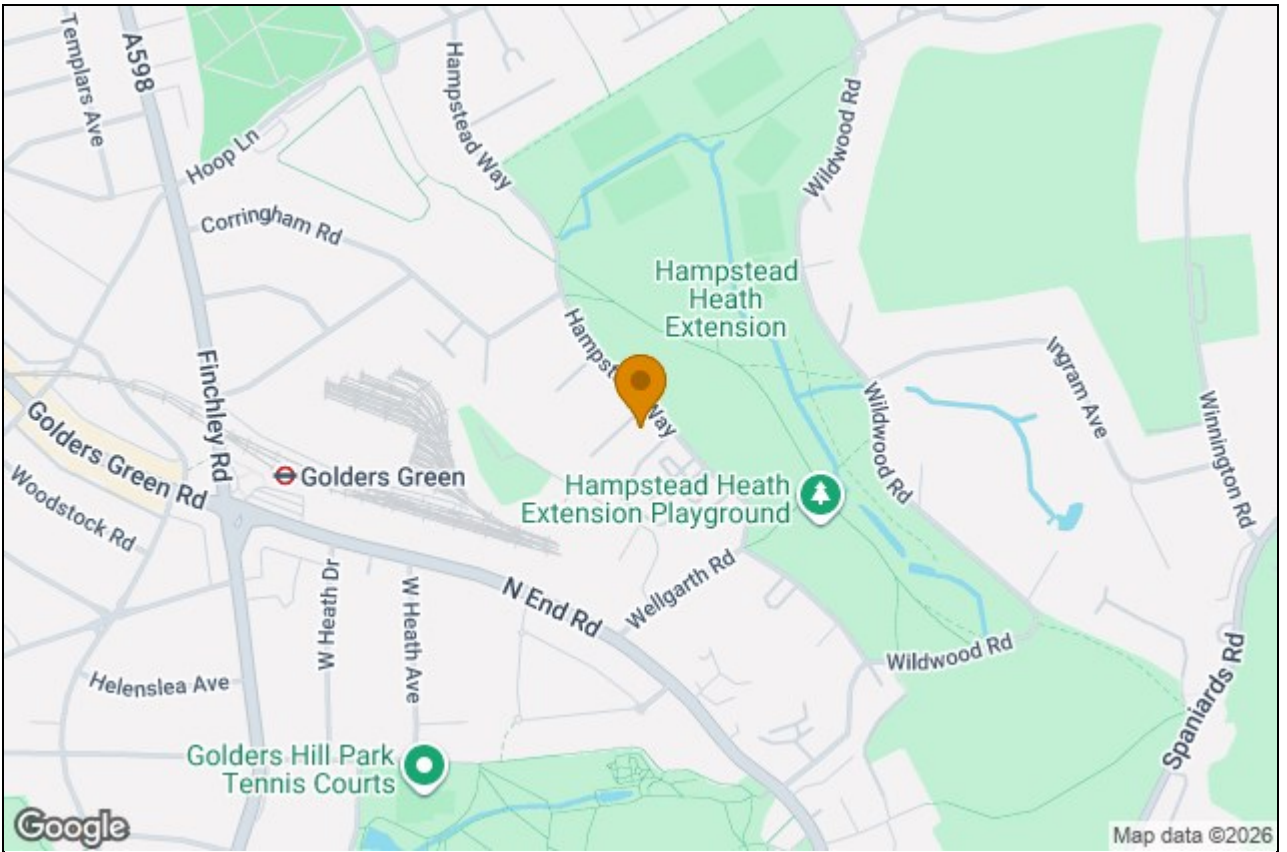 Templars Ave
A598
Hampstead Way
Wildwood Rd
Hoop Ln
Corringham Rd
Hampstead
Heath
Extension
Hampst
Way
Ingram Ave
Finchley Rd
Wildwood Rd
Winnington Rd
Golders Green Rd
Golders Green
Woodstock Rd
Hampstead Heath
Extension Playground
W Heath Dr
W Heath Ave
N End Rd
Wellgarth Rd
Wildwood Rd
Spaniards Rd
Helenslea Ave
Golders Hill Park
Tennis Courts
Google
Map data ©2026